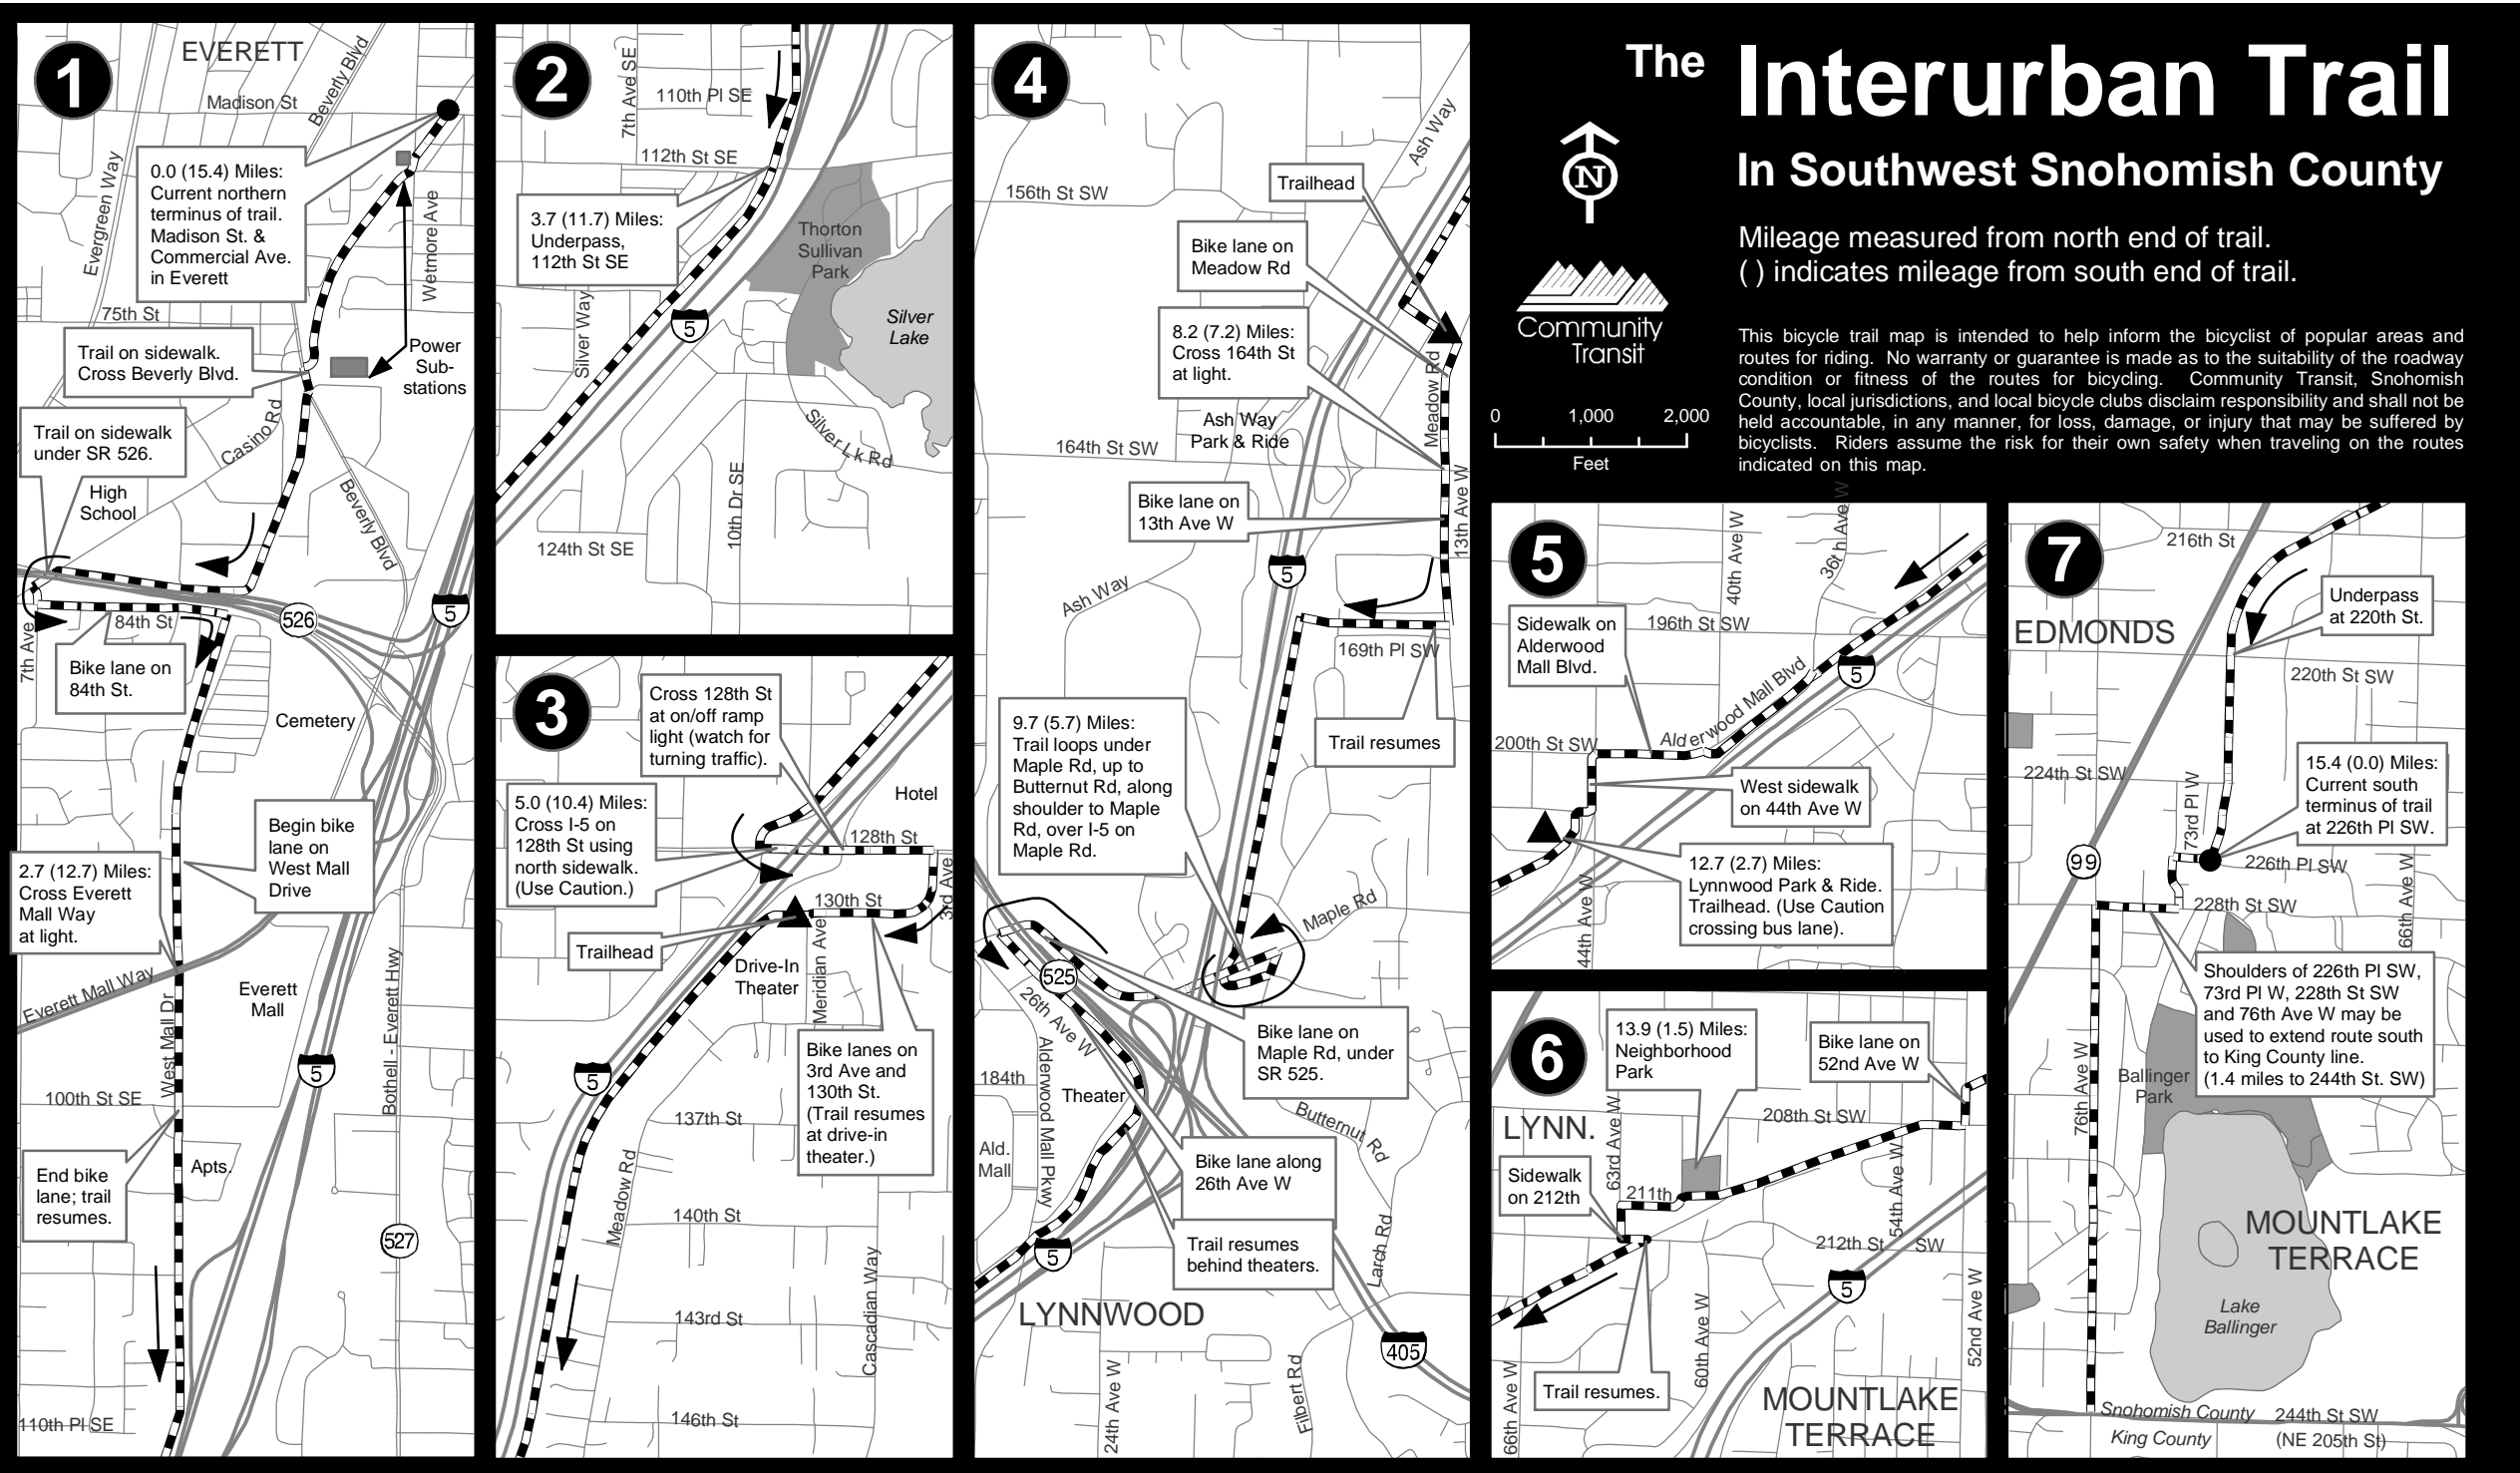 The Interurban Trail
In Southwest Snohomish County
Mileage measured from north end of trail.
( ) indicates mileage from south end of trail.
N
Community
Transit
This bicycle trail map is intended to help inform the bicyclist of popular areas and
routes for riding. No warranty or guarantee is made as to the suitability of the roadway
condition or fitness of the routes for bicycling. Community Transit, Snohomish
County, local jurisdictions, and local bicycle clubs disclaim responsibility and shall not be
held accountable, in any manner, for loss, damage, or injury that may be suffered by
bicyclists. Riders assume the risk for their own safety when traveling on the routes
indicated on this map.
0 1,000 2,000
Feet
1
EVERETT
Beverly Blvd
Madison St
Evergreen Way
0.0 (15.4) Miles:
Current northern
terminus of trail.
Madison St. &
Commercial Ave.
in Everett
Wetmore Ave
75th St
Trail on sidewalk.
Cross Beverly Blvd.
Power
Sub-
stations
Casino Rd
Trail on sidewalk
under SR 526.
High
School
Beverly Blvd
5
526
84th St
7th Ave
Bike lane on
84th St.
Cemetery
Begin bike
lane on
West Mall
Drive
2.7 (12.7) Miles:
Cross Everett
Mall Way
at light.
Everett Mall Way
Everett
Mall
West Mall Dr
Bothell - Everett Hwy
5
100th St SE
Apts.
End bike
lane; trail
resumes.
527
110th Pl SE
2
7th Ave SE
110th Pl SE
112th St SE
3.7 (11.7) Miles:
Underpass,
112th St SE
Thorton
Sullivan
Park
Silver Way
5
Silver
Lake
Silver Lk Rd
10th Dr SE
124th St SE
3
Cross 128th St
at on/off ramp
light (watch for
turning traffic).
Hotel
5.0 (10.4) Miles:
Cross I-5 on
128th St using
north sidewalk.
(Use Caution.)
128th St
3rd Ave
130th St
Trailhead
Drive-In
Theater
Meridian Ave
Bike lanes on
3rd Ave and
130th St.
(Trail resumes
at drive-in
theater.)
5
137th St
Meadow Rd
140th St
Cascadian Way
143rd St
146th St
4
Ash Way
Trailhead
156th St SW
Bike lane on
Meadow Rd
8.2 (7.2) Miles:
Cross 164th St
at light.
Meadow Rd
Ash Way
Park & Ride
164th St SW
Bike lane on
13th Ave W
13th Ave W
5
Ash Way
169th Pl SW
Trail resumes
9.7 (5.7) Miles:
Trail loops under
Maple Rd, up to
Butternut Rd, along
shoulder to Maple
Rd, over I-5 on
Maple Rd.
Maple Rd
525
26th Ave W
Bike lane on
Maple Rd, under
SR 525.
184th
Theater
Alderwood Mall Pkwy
Butternut Rd
Ald.
Mall
Bike lane along
26th Ave W
Trail resumes
behind theaters.
5
Larch Rd
LYNNWOOD
405
24th Ave W
Filbert Rd
5
40th Ave W
36th Ave W
Sidewalk on
Alderwood
Mall Blvd.
196th St SW
5
Alderwood Mall Blvd
200th St SW
West sidewalk
on 44th Ave W
12.7 (2.7) Miles:
Lynnwood Park & Ride.
Trailhead. (Use Caution
crossing bus lane).
44th Ave W
6
13.9 (1.5) Miles:
Neighborhood
Park
Bike lane on
52nd Ave W
LYNN.
63rd Ave W
208th St SW
Sidewalk
on 212th
211th
54th Ave W
212th St SW
5
60th Ave W
52nd Ave W
Trail resumes.
66th Ave W
MOUNTLAKE
TERRACE
7
216th St
Underpass
at 220th St.
EDMONDS
220th St SW
15.4 (0.0) Miles:
Current south
terminus of trail
at 226th Pl SW.
224th St SW
73rd Pl W
99
226th Pl SW
66th Ave W
228th St SW
Shoulders of 226th Pl SW,
73rd Pl W, 228th St SW
and 76th Ave W may be
used to extend route south
to King County line.
(1.4 miles to 244th St. SW)
76th Ave W
Ballinger
Park
MOUNTLAKE
TERRACE
Lake
Ballinger
Snohomish County
244th St SW
King County
(NE 205th St)